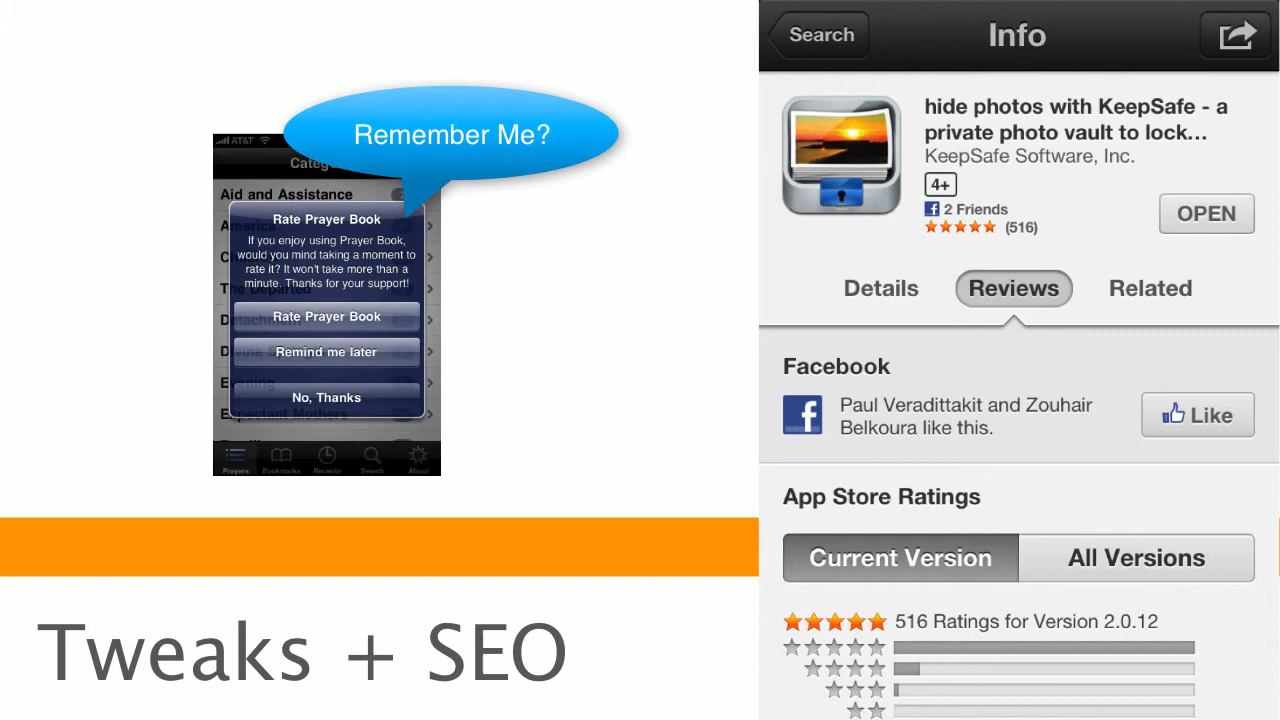 Remember Me?
AT&T
Aid and Assistance
Rate Prayer Book
If you enjoy using Prayer Book,
would you mind taking a moment to
rate it? It won't take more than a
minute. Thanks for your support!
Rate Prayer Book
Remind me later
Evening
No, Thanks
Expectant Mothers
Prayers
Bookmarks
Recents
Search
About
Tweaks + SEO
Search
Info
hide photos with KeepSafe - a
private photo vault to lock...
KeepSafe Software, Inc.
4+
2 Friends
(516)
OPEN
Details
Reviews
Related
Facebook
Paul Veradittakit and Zouhair
Belkoura like this.
Like
App Store Ratings
Current Version
All Versions
516 Ratings for Version 2.0.12